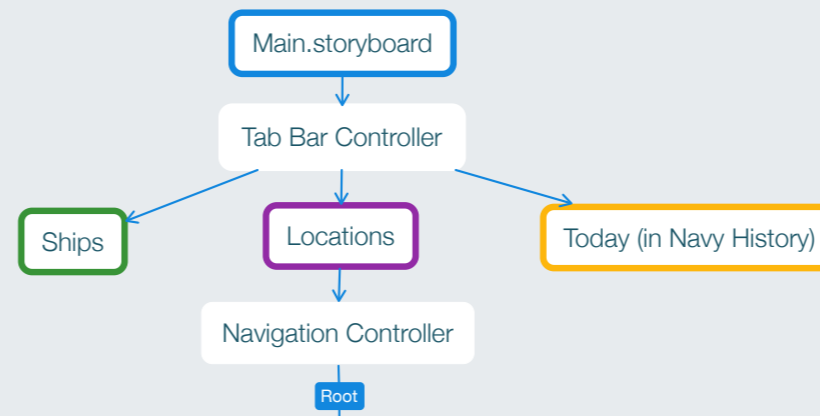 Main.storyboard
Tab Bar Controller
Ships
Locations
Today (in Navy History)
Navigation Controller
Root